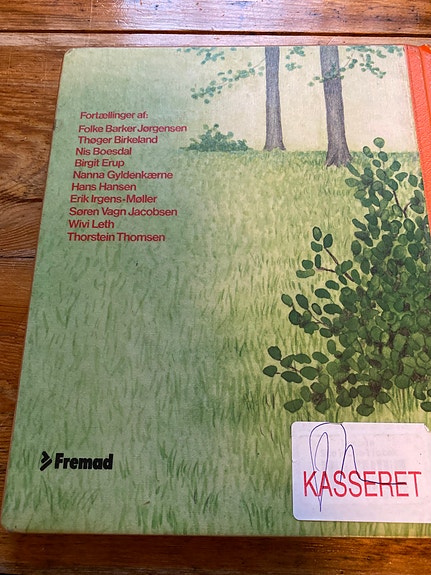 Fortællinger af:
Folke Barker Jørgensen
Thøger Birkeland
Nis Boesdal
Birgit Erup
Nanna Gyldenkærne
Hans Hansen
Erik Irgens-Møller
Søren Vagn Jacobsen
Wivi Leth
Thorstein Thomsen
Fremad
KASSERET